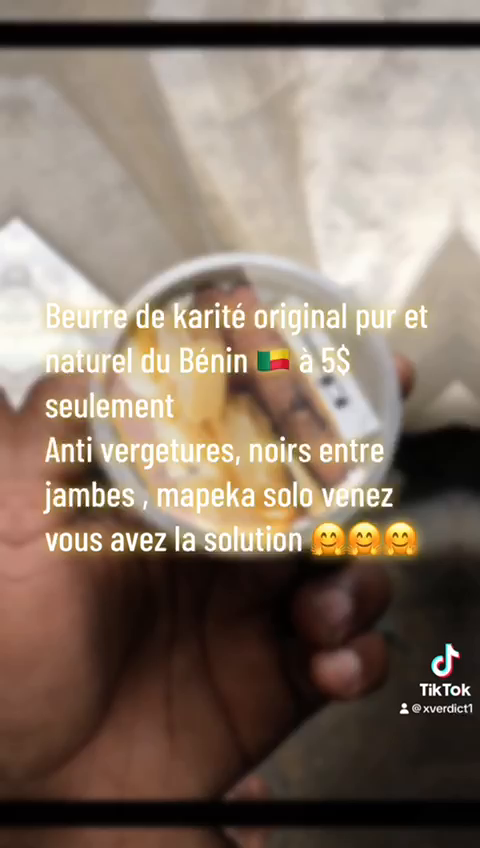 Beurre de karité original pur et
naturel du Bénin 🇧🇯 à 5$
seulement
Anti vergetures, noirs entre
jambes , mapeka solo venez
vous avez la solution 🤗🤗🤗
TikTok
@xverdict1